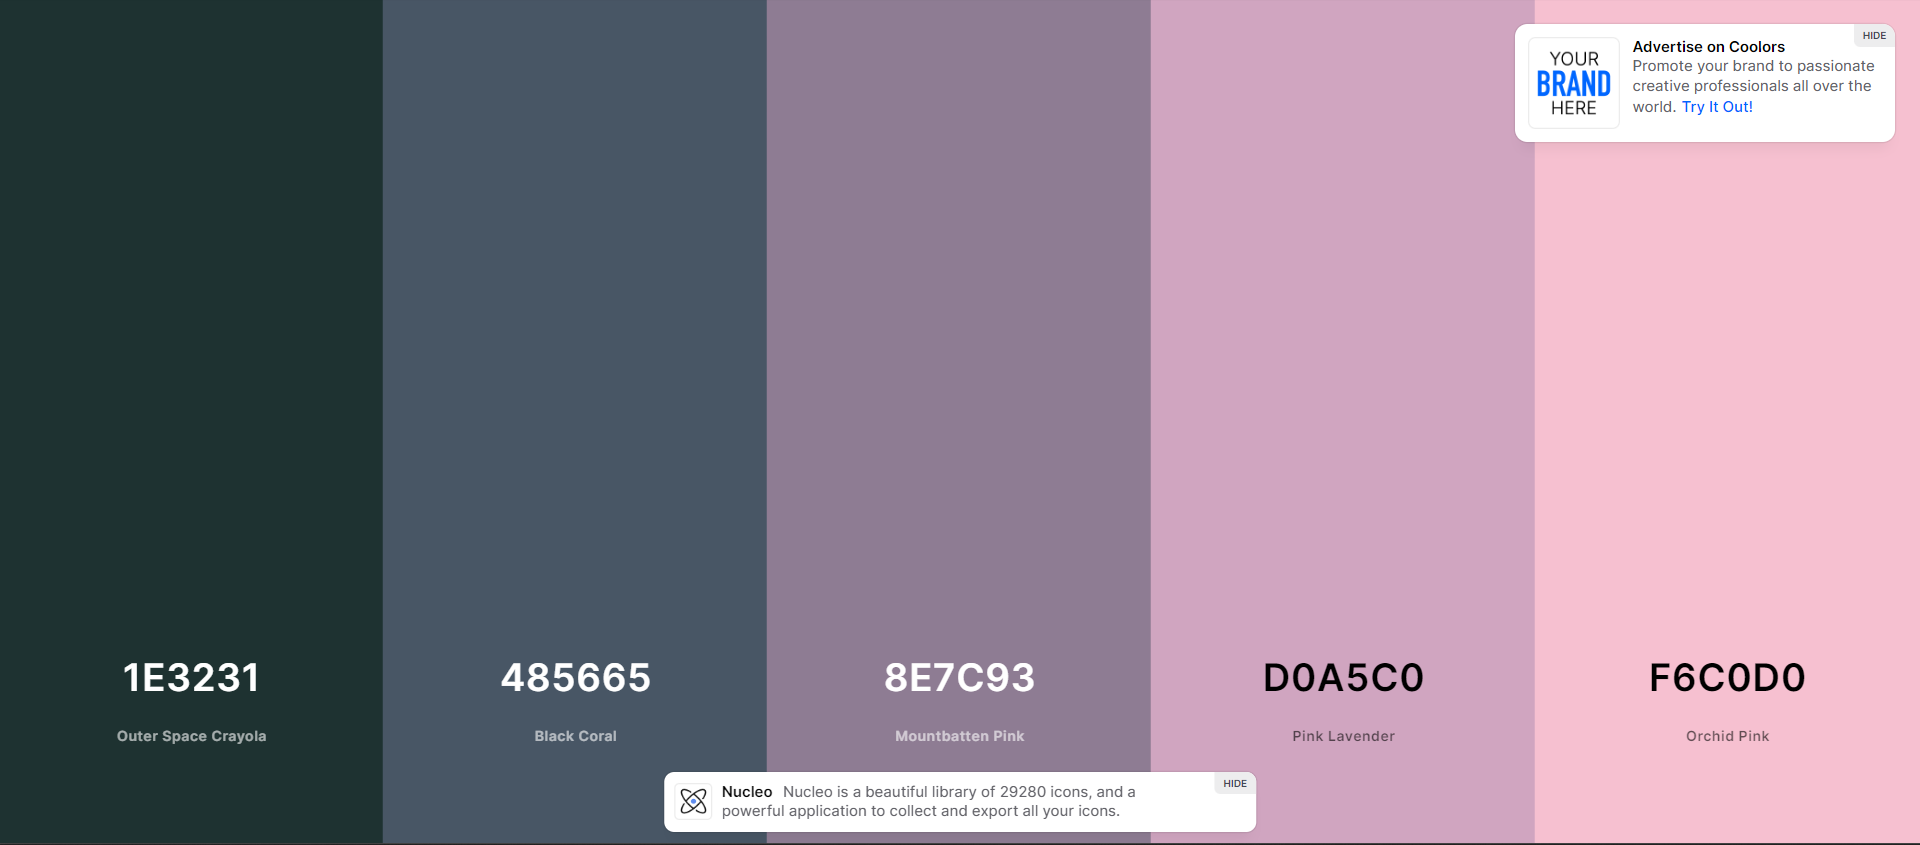 HIDE
YOUR
BRAND
HERE
Advertise on Coolors
Promote your brand to passionate
creative professionals all over the
world. Try It Out!
1E3231
485665
8E7C93
D0A5C0
F6C0D0
Outer Space Crayola
Black Coral
Mountbatten Pink
Pink Lavender
Orchid Pink
HIDE
Nucleo Nucleo is a beautiful library of 29280 icons, and a
powerful application to collect and export all your icons.